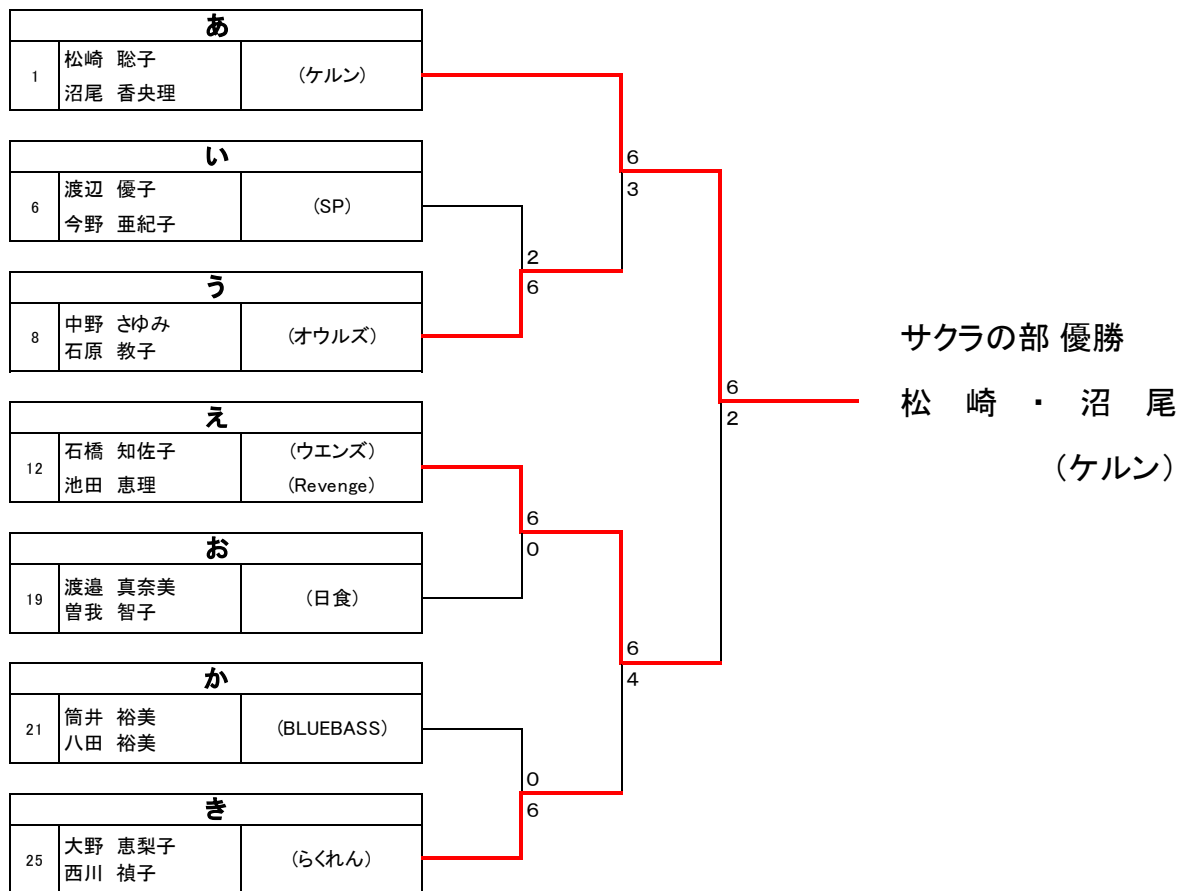 あ
1 松崎 聡子 (ケルン)
沼尾 香央理
い
6 渡辺 優子 (SP)
今野 亜紀子
う
8 中野 さゆみ (オウルズ)
石原 教子
え
12 石橋 知佐子 (ウエンズ)
池田 恵理 (Revenge)
お
19 渡邉 真奈美 (日食)
曽我 智子
か
21 筒井 裕美 (BLUEBASS)
八田 裕美
き
25 大野 恵梨子 (らくれん)
西川 禎子
2
6
6
0
0
6
6
3
6
4
6
2
サクラの部 優勝
松 崎 ・ 沼 尾
(ケルン)